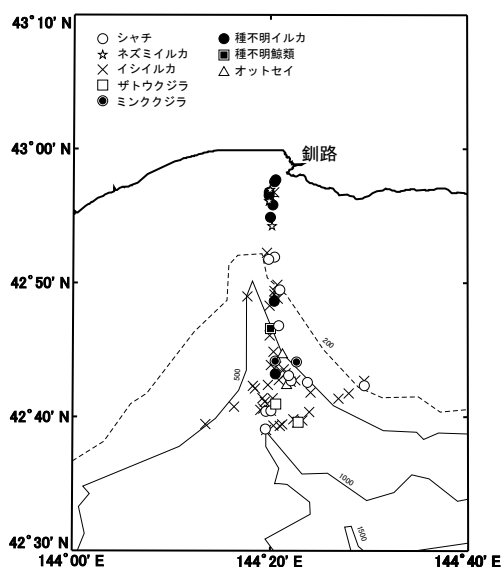 43°10' N
シャチ
ネズミイルカ
イシイルカ
ザトウクジラ
ミンククジラ
種不明イルカ
種不明鯨類
オットセイ
43°00' N
釧路
42°50' N
200
500
42°40' N
1000
1500
42°30' N
144°00' E
144°20' E
144°40' E